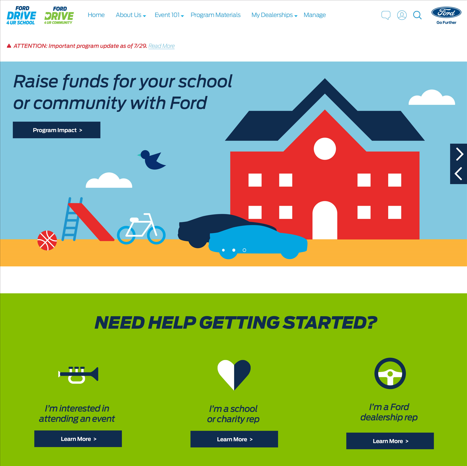 FORD
DRIVE
4 UR SCHOOL
FORD
DRIVE
4 UR COMMUNITY
Home
About Us
Event 101
Program Materials
My Dealerships
Manage
Ford
Go Further
ATTENTION: Important program update as of 7/29. Read More
Raise funds for your school
or community with Ford
Program Impact >
NEED HELP GETTING STARTED?
I'm interested in
attending an event
Learn More >
I'm a school
or charity rep
Learn More >
I'm a Ford
dealership rep
Learn More >